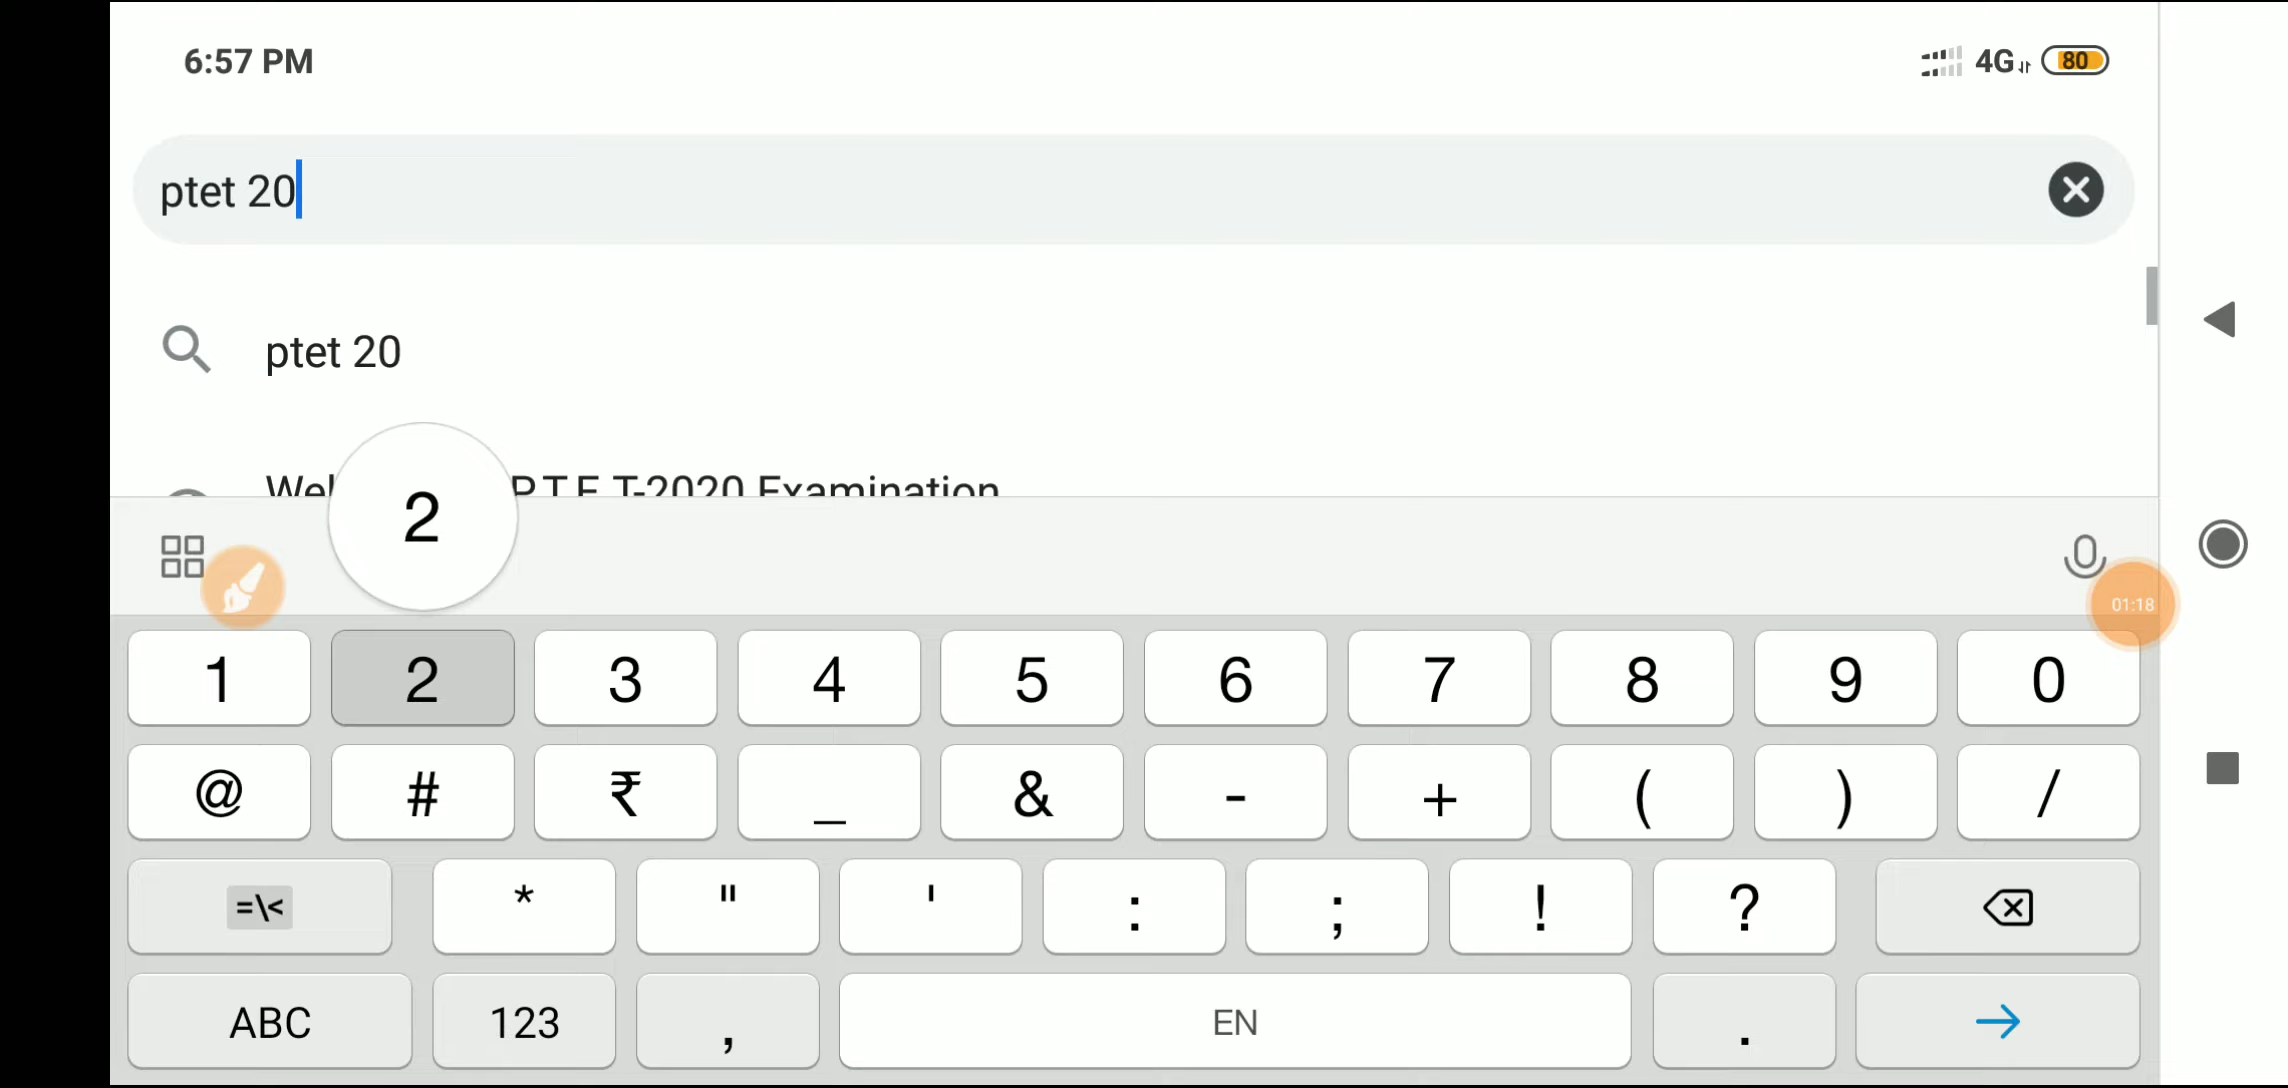 6:57 PM
4G 80
ptet 20
ptet 20
Wel P.T.E.T-2020 Examination
2
01:18
1 2 3 4 5 6 7 8 9 0
@ # ₹ _ & - + ( ) /
=\< * " ' : ; ! ?
ABC 123 , EN .